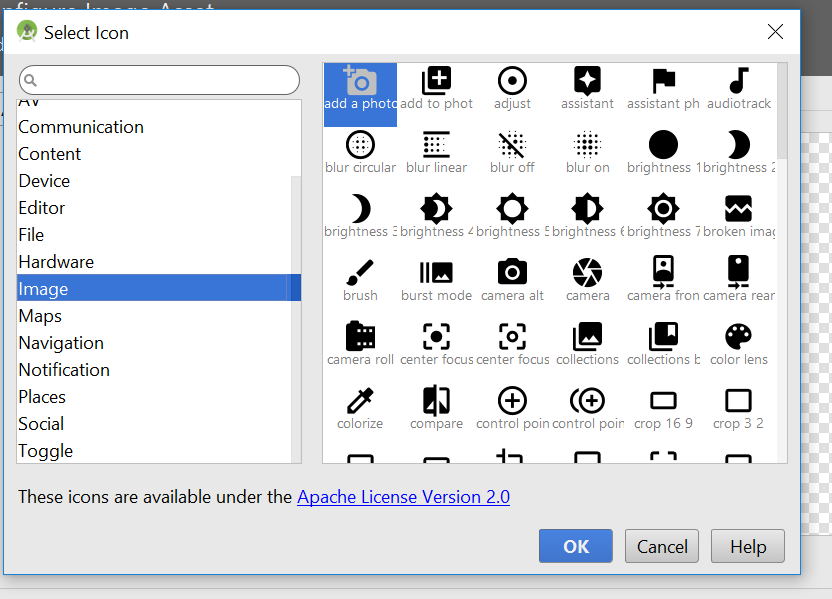 Configure Image Asset
Select Icon
AV
Communication
Content
Device
Editor
File
Hardware
Image
Maps
Navigation
Notification
Places
Social
Toggle
add a photo add to phot adjust assistant assistant ph audiotrack
blur circular blur linear blur off blur on brightness 1 brightness 2
brightness 3 brightness 4 brightness 5 brightness 6 brightness 7 broken imag
brush burst mode camera alt camera camera fron camera rear
camera roll center focus center focus collections collections b color lens
colorize compare control poin control poin crop 16 9 crop 3 2
These icons are available under the Apache License Version 2.0
OK Cancel Help